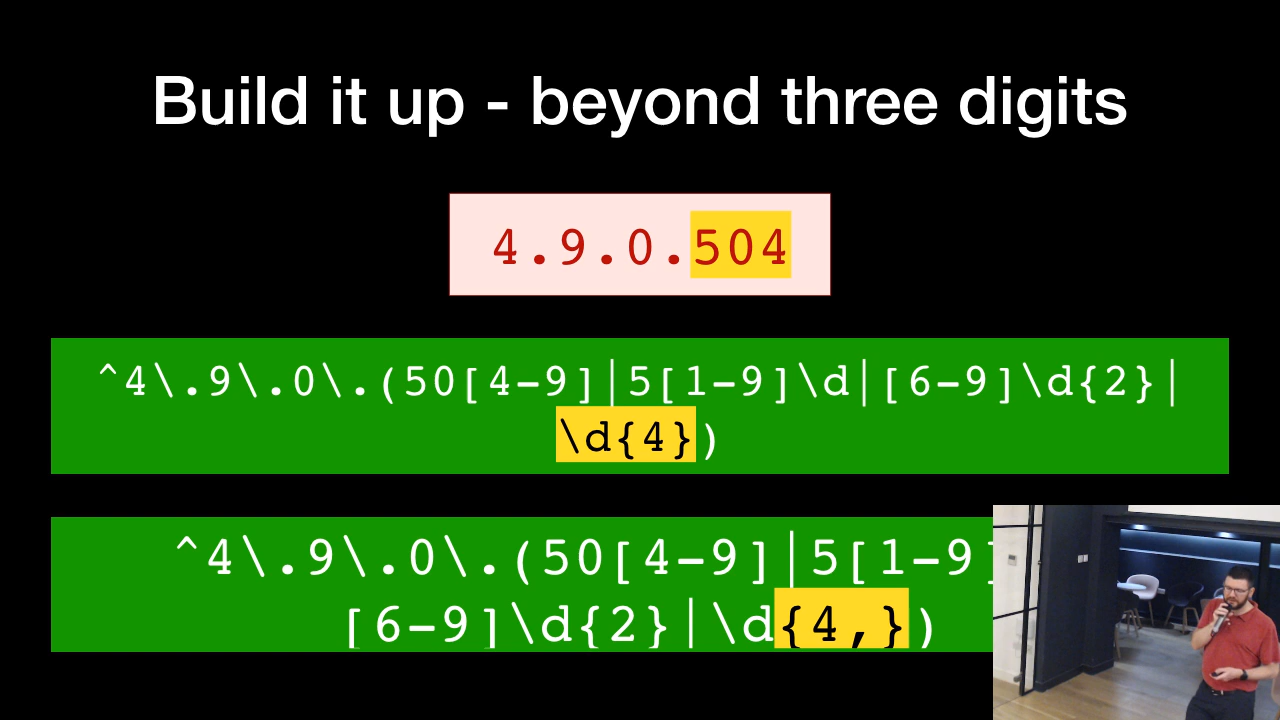 Build it up - beyond three digits
4.9.0.504
^4\.9\.0\.(50[4-9]|5[1-9]\d|[6-9]\d{2}|
\d{4})
^4\.9\.0\.(50[4-9]|5[1-9]
[6-9]\d{2}|\d{4,})